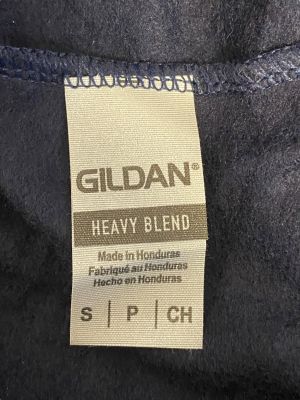 GILDAN®
HEAVY BLEND
Made in Honduras
Fabriqué au Honduras
Hecho en Honduras
S | P | CH